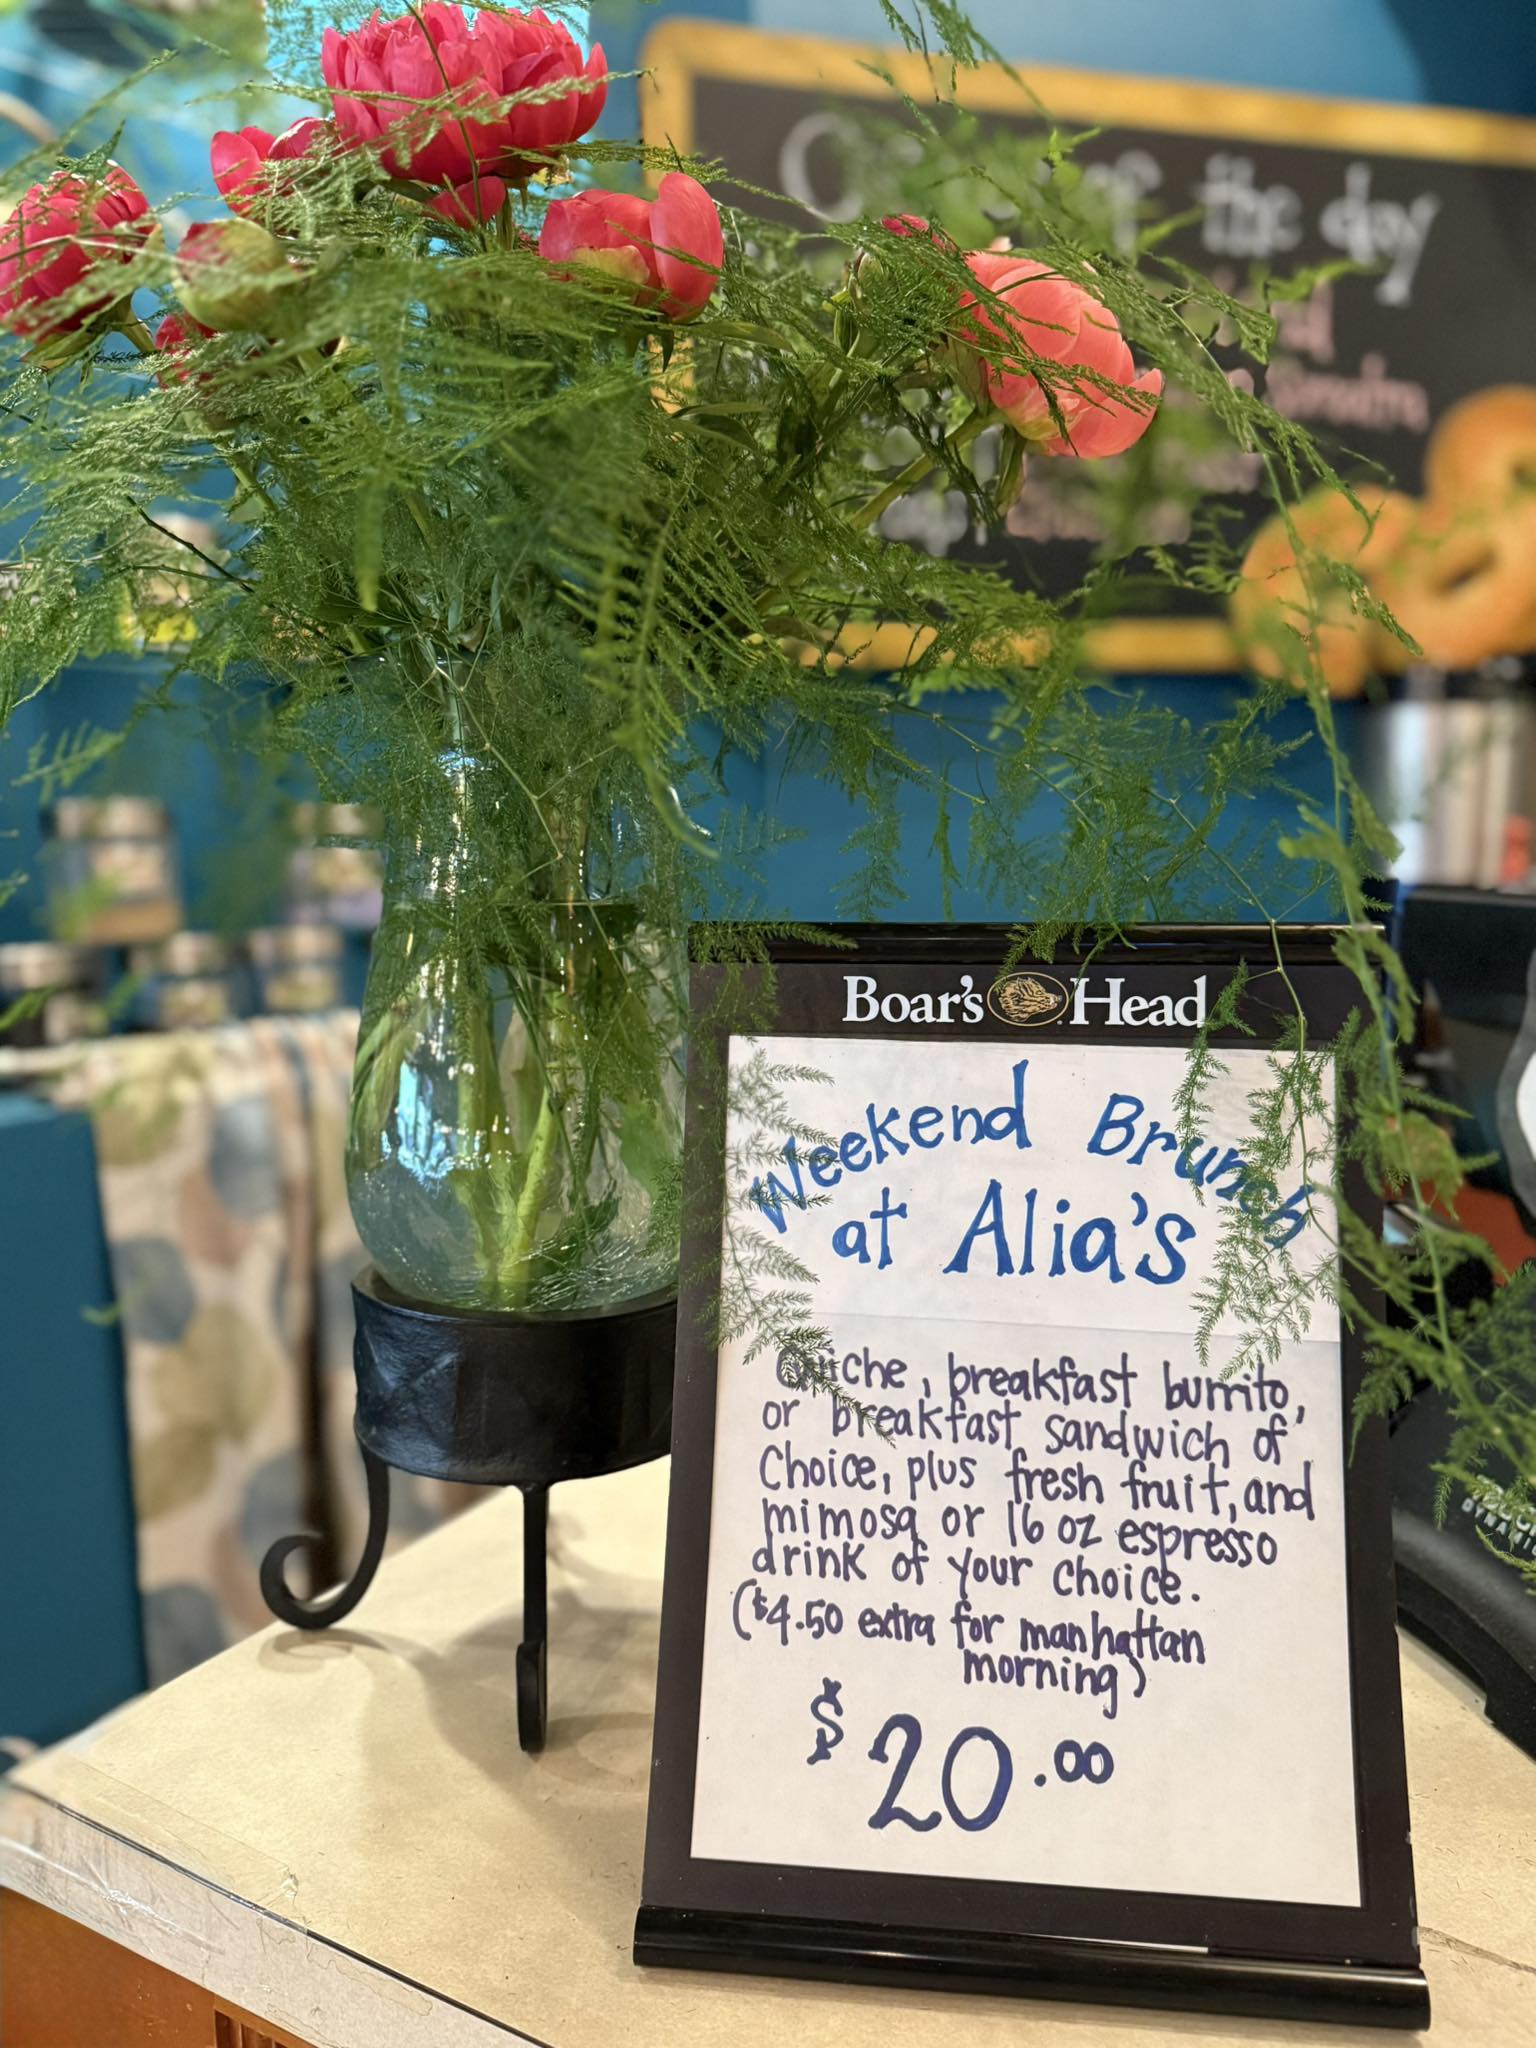 of the day
Boar's Head
Weekend Brunch
at Alia's
Quiche, breakfast burrito,
or breakfast sandwich of
Choice, plus fresh fruit, and
mimosa or 16 oz espresso
drink of your choice.
($4.50 extra for manhattan
morning)
$20.00